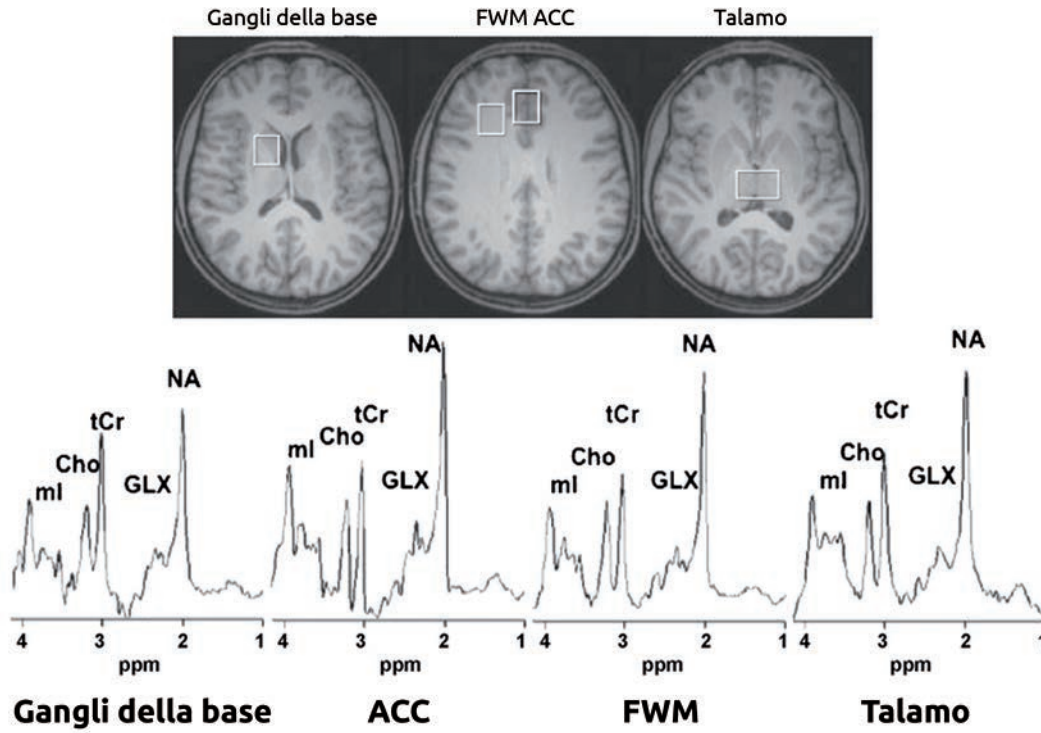 Gangli della base
FWM ACC
Talamo
NA
tCr
Cho
mI
GLX
4 3 2 1
ppm
NA
tCr
Cho
mI
GLX
4 3 2 1
ppm
NA
tCr
Cho
mI
GLX
4 3 2 1
ppm
NA
tCr
Cho
mI
GLX
4 3 2 1
ppm
Gangli della base
ACC
FWM
Talamo